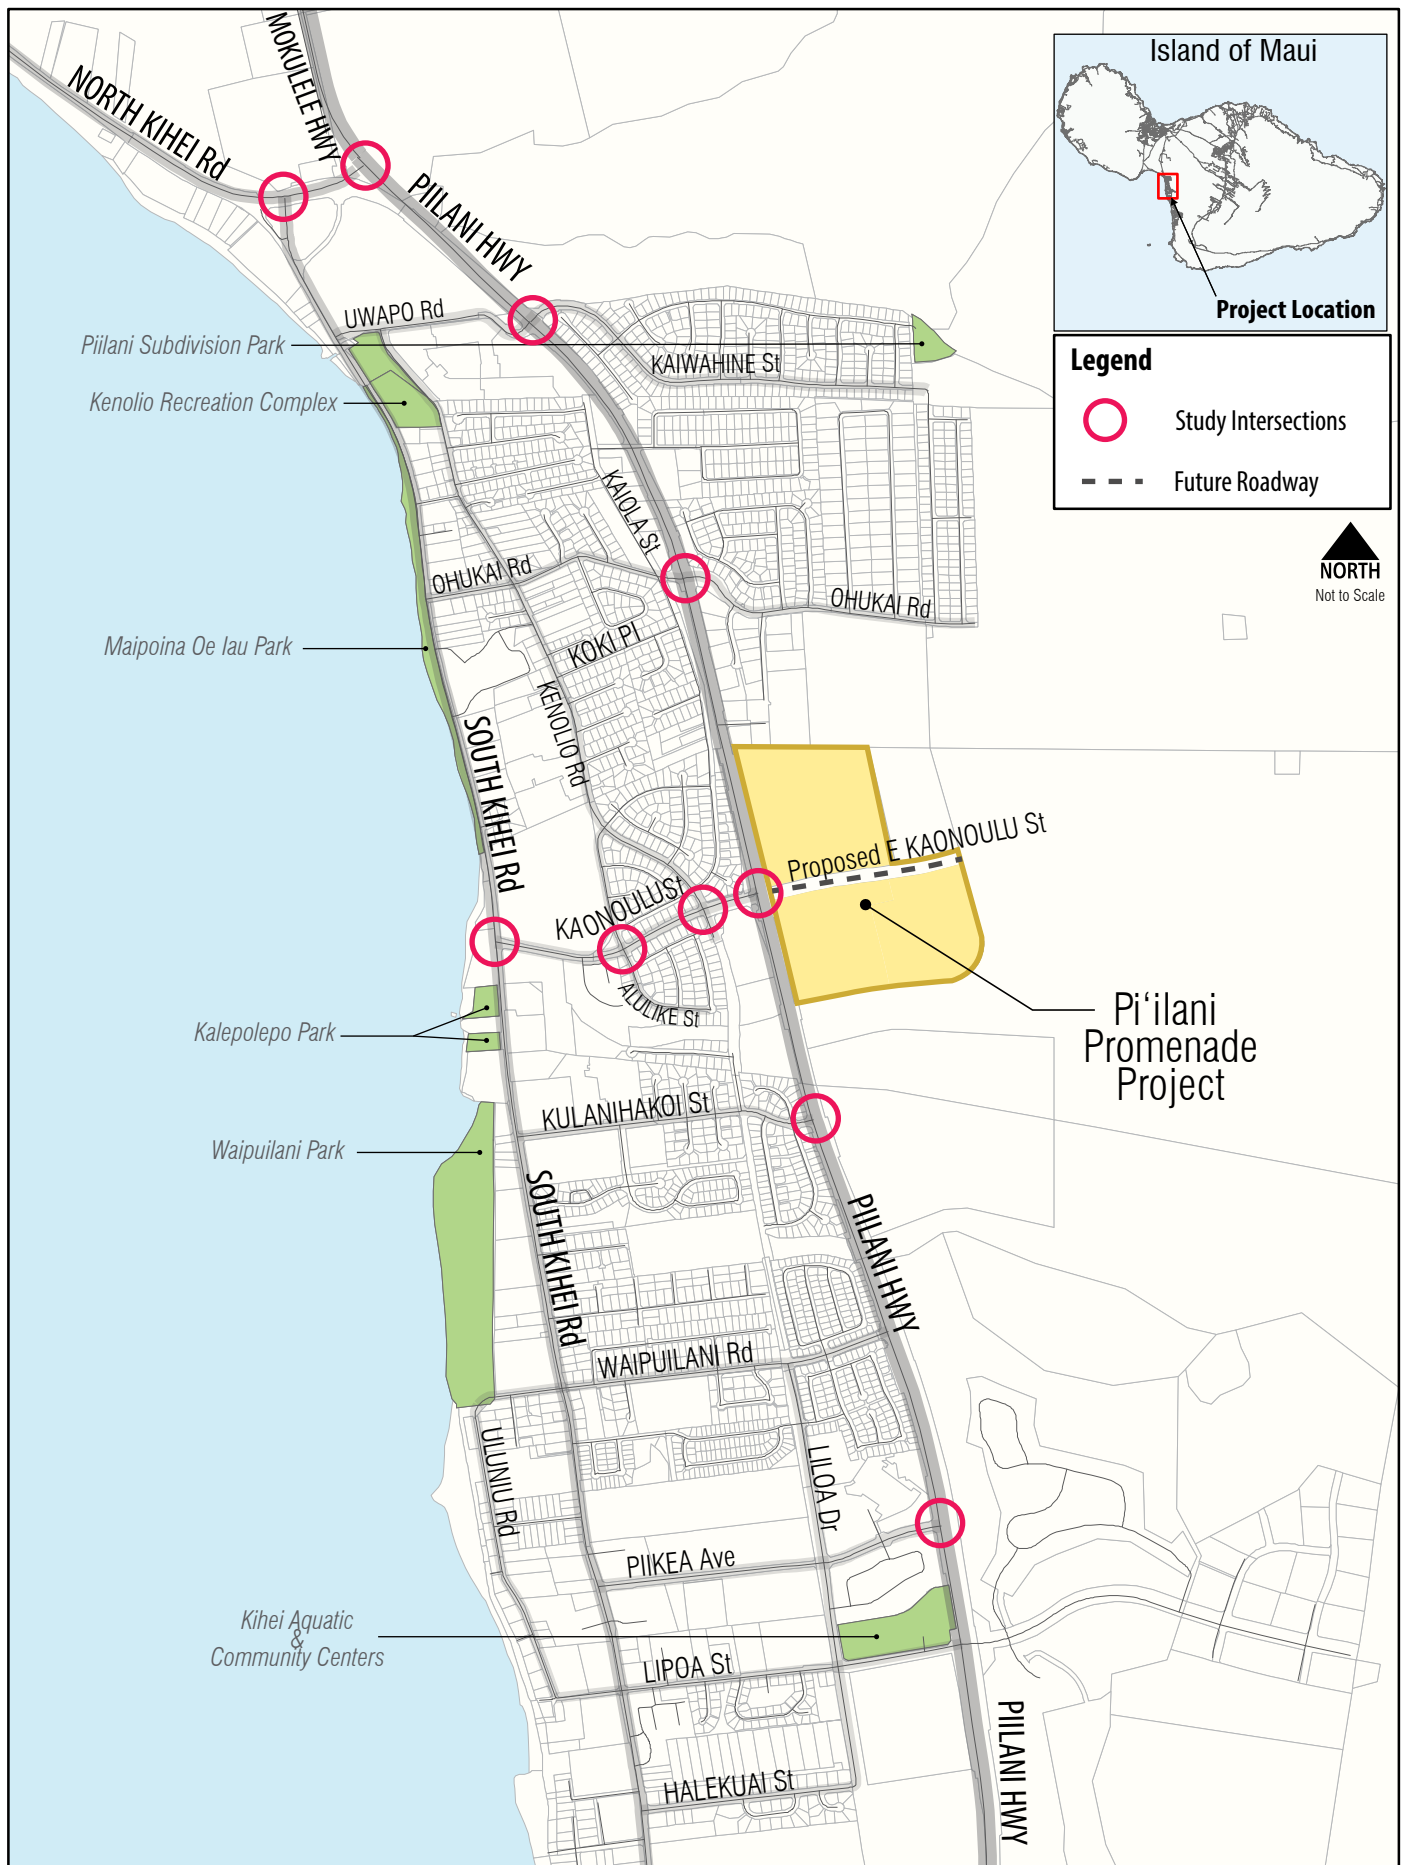 Island of Maui
Project Location
Legend
Study Intersections
Future Roadway
NORTH
Not to Scale
MOKULELE HWY
NORTH KIHEI Rd
PIILANI HWY
UWAPO Rd
Piilani Subdivision Park
KAIWAHINE St
Kenolio Recreation Complex
KAIOLA St
OHUKAI Rd
OHUKAI Rd
Maipoina Oe Iau Park
KOKI Pl
KENOLIO Rd
SOUTH KIHEI Rd
Proposed E KAONOULU St
KAONOULU St
ALULIKE St
Pi‘ilani
Promenade
Project
Kalepolepo Park
KULANIHAKOI St
Waipuilani Park
SOUTH KIHEI Rd
PIILANI HWY
WAIPUILANI Rd
ULUNIU Rd
LILOA Dr
PIIKEA Ave
Kihei Aquatic
&
Community Centers
LIPOA St
PIILANI HWY
HALEKUAI St